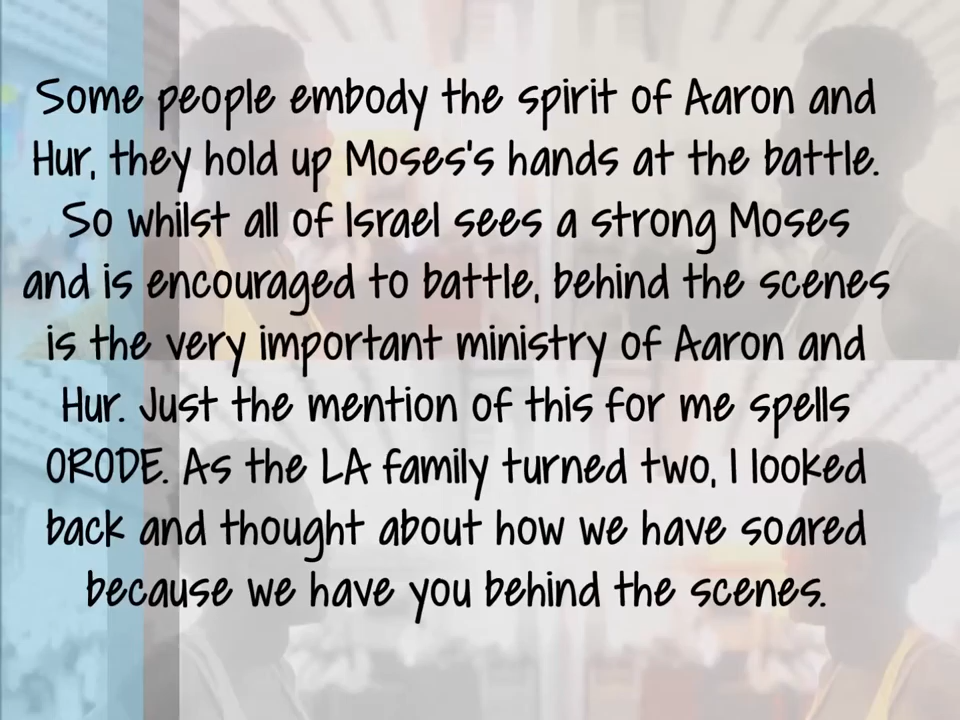 Some people embody the spirit of Aaron and
Hur, they hold up Moses's hands at the battle.
So whilst all of Israel sees a strong Moses
and is encouraged to battle, behind the scenes
is the very important ministry of Aaron and
Hur. Just the mention of this for me spells
ORODE. As the LA family turned two, I looked
back and thought about how we have soared
because we have you behind the scenes.